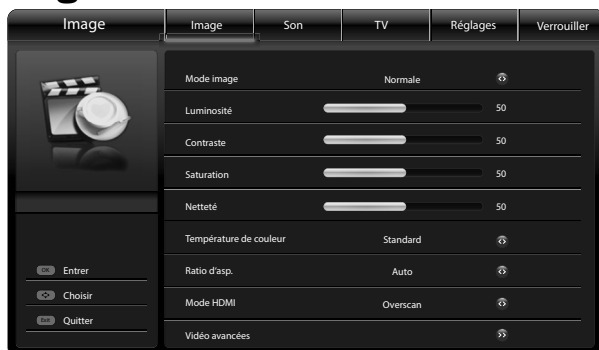 Image Image Son TV Réglages Verrouiller
Mode image Normale
Luminosité 50
Contraste 50
Saturation 50
Netteté 50
Température de couleur Standard
Ratio d'asp. Auto
Mode HDMI Overscan
Vidéo avancées
OK Entrer
Choisir
Exit Quitter